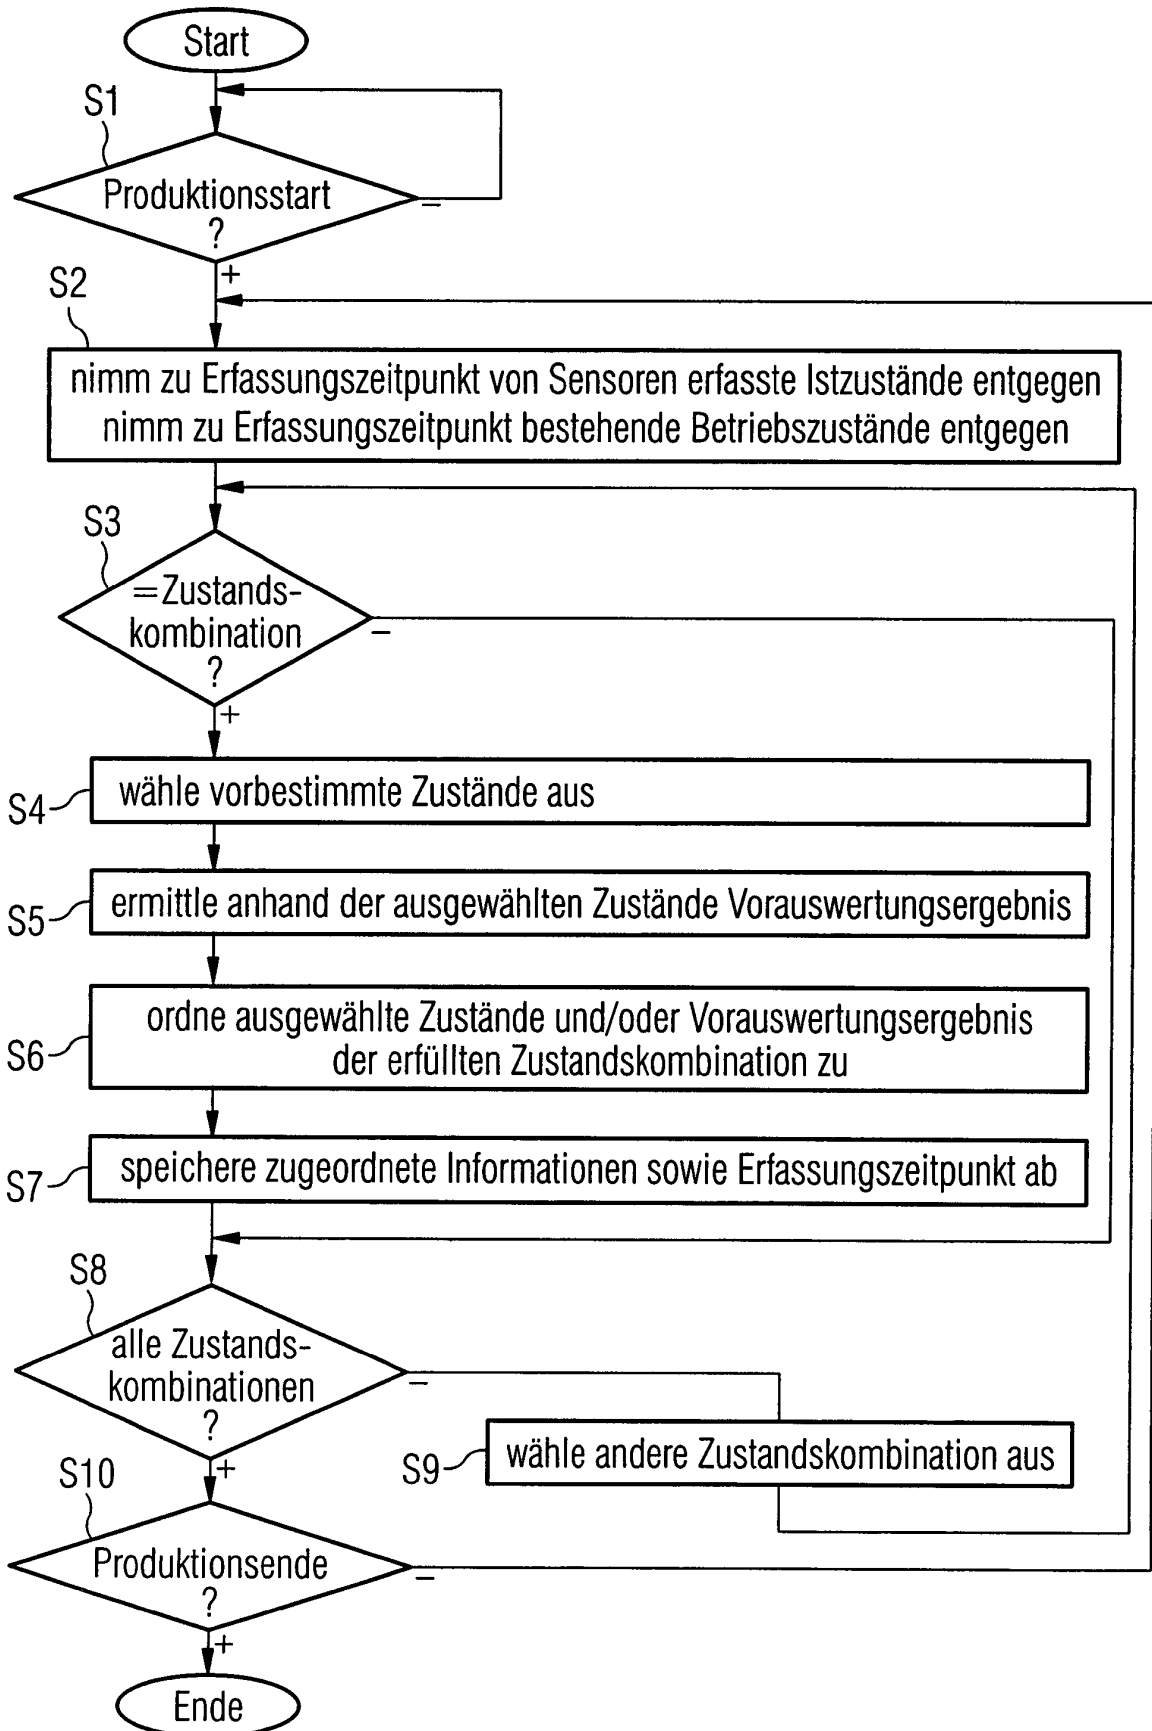 Start
S1
Produktionsstart
?
–
+
S2
nimm zu Erfassungszeitpunkt von Sensoren erfasste Istzustände entgegen
nimm zu Erfassungszeitpunkt bestehende Betriebszustände entgegen
S3
=Zustands-
kombination
?
–
+
S4
wähle vorbestimmte Zustände aus
S5
ermittle anhand der ausgewählten Zustände Vorauswertungsergebnis
S6
ordne ausgewählte Zustände und/oder Vorauswertungsergebnis
der erfüllten Zustandskombination zu
S7
speichere zugeordnete Informationen sowie Erfassungszeitpunkt ab
S8
alle Zustands-
kombinationen
?
–
+
S9
wähle andere Zustandskombination aus
S10
Produktionsende
?
–
+
Ende